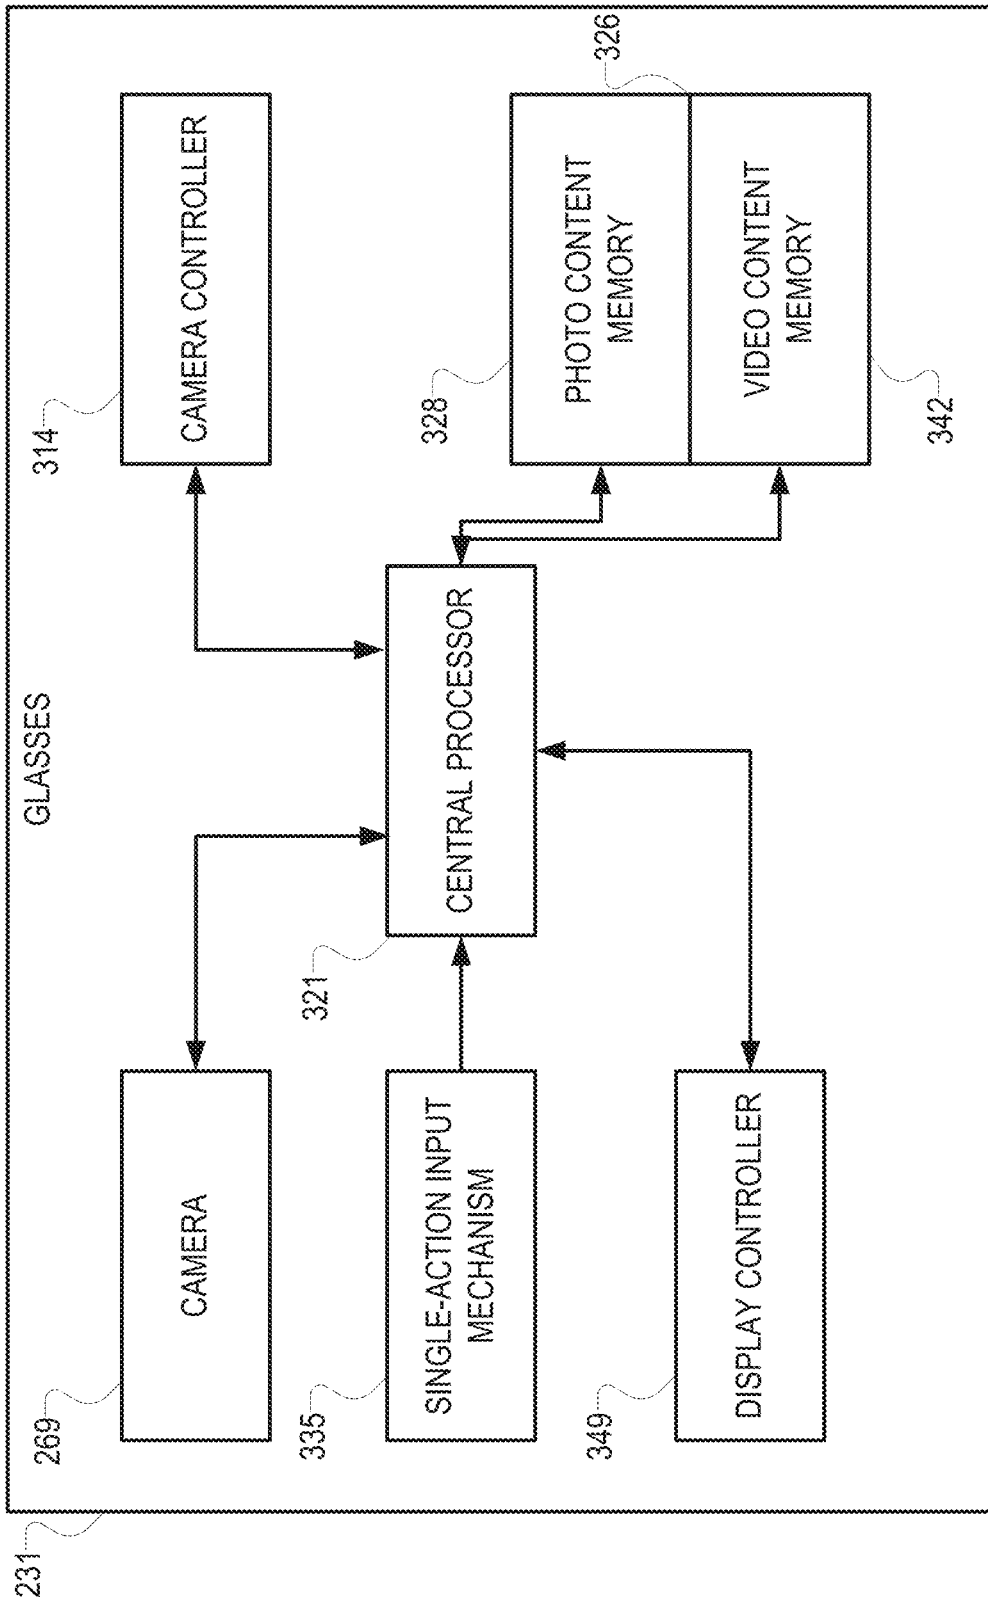 231
GLASSES
269
CAMERA
314
CAMERA CONTROLLER
335
SINGLE-ACTION INPUT
MECHANISM
321
CENTRAL PROCESSOR
328
PHOTO CONTENT
MEMORY
326
349
DISPLAY CONTROLLER
VIDEO CONTENT
MEMORY
342